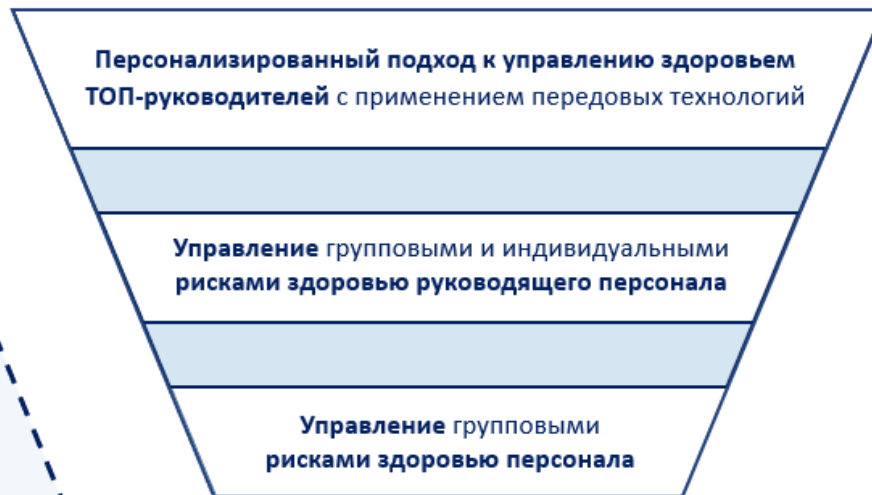 Персонализированный подход к управлению здоровьем
ТОП-руководителей с применением передовых технологий
Управление групповыми и индивидуальными
рисками здоровью руководящего персонала
Управление групповыми
рисками здоровью персонала